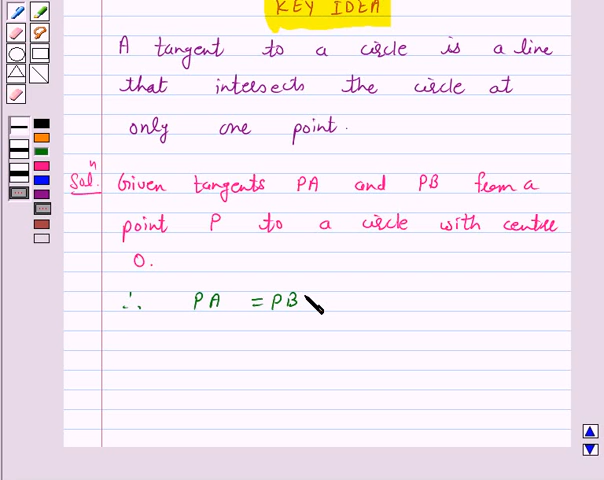 KEY IDEA
A tangent to a circle is a line
that intersects the circle at
only one point.
Solⁿ. Given tangents PA and PB from a
point P to a circle with centre
O.
∴ PA = PB